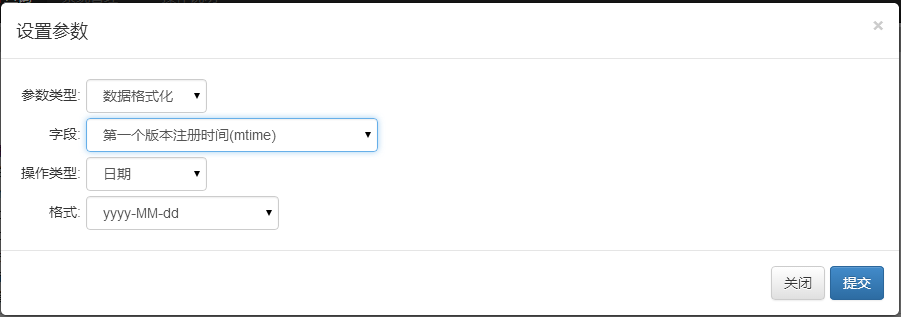 设置参数
×
参数类型: 数据格式化
字段: 第一个版本注册时间(mtime)
操作类型: 日期
格式: yyyy-MM-dd
关闭 提交